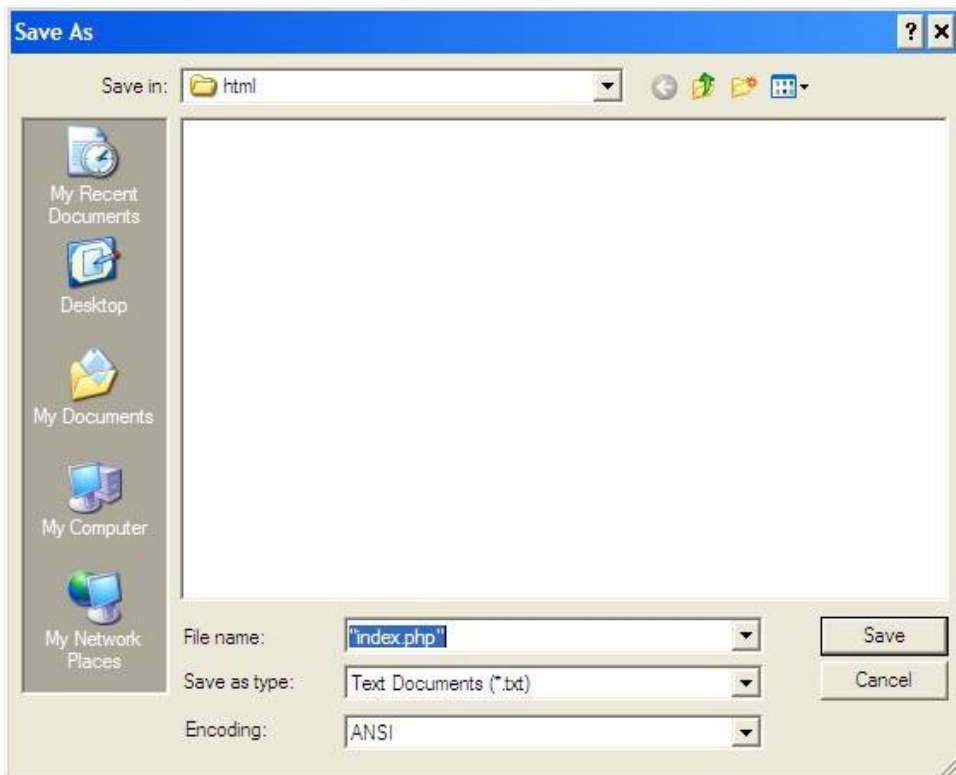 Save As
Save in:
html
My Recent
Documents
Desktop
My Documents
My Computer
My Network
Places
File name:
"index.php"
Save
Save as type:
Text Documents (*.txt)
Cancel
Encoding:
ANSI